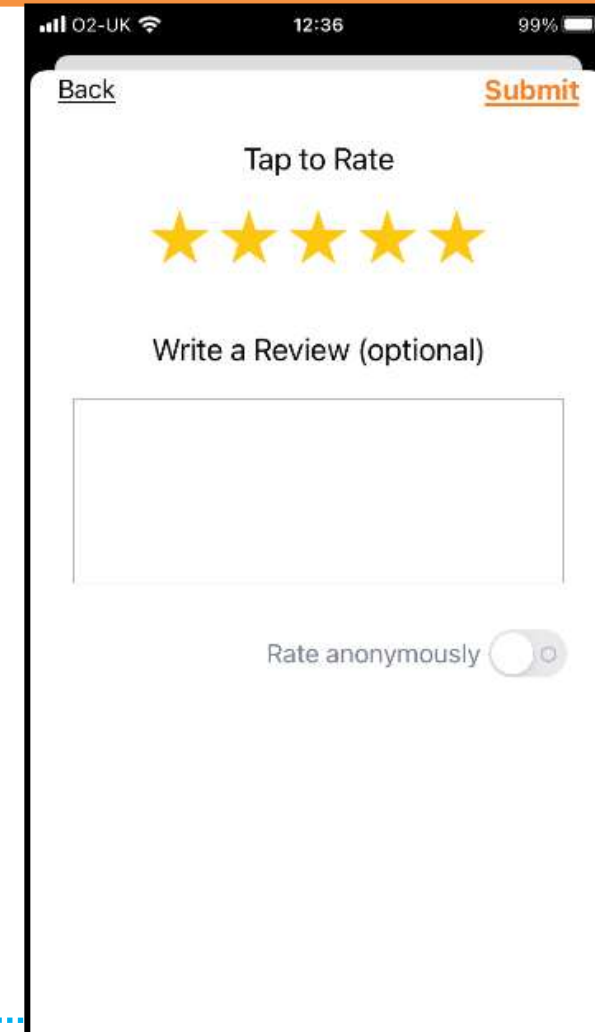 O2-UK 12:36 99%
Back Submit
Tap to Rate
Write a Review (optional)
Rate anonymously